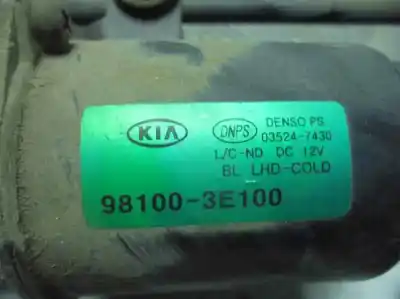 KIA DNPS DENSO PS
03524-7430
L/C-ND DC 12V
BL LHD-COLD
98100-3E100